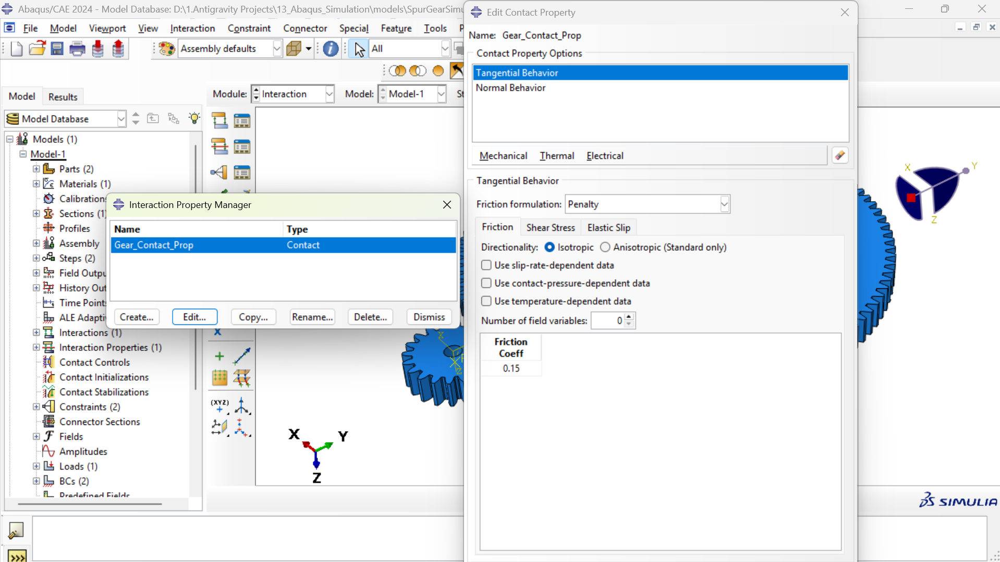 Abaqus/CAE 2024 - Model Database: D:\1.Antigravity Projects\13_Abaqus_Simulation\models\SpurGearSimu
File Model Viewport View Interaction Constraint Connector Special Feature Tools
Assembly defaults
All
Model Results
Module: Interaction Model: Model-1
Model Database
Models (1)
Model-1
Parts (2)
Materials (1)
Calibrations
Sections (1)
Profiles
Assembly
Steps (2)
Field Outpu
History Out
Time Points
ALE Adapti
Interactions (1)
Interaction Properties (1)
Contact Controls
Contact Initializations
Contact Stabilizations
Constraints (2)
Connector Sections
Fields
Amplitudes
Loads (1)
BCs (2)
Predefined Fields
Interaction Property Manager
Name Type
Gear_Contact_Prop Contact
Create... Edit... Copy... Rename... Delete... Dismiss
(XYZ)
X Y
Z
X
Z
Edit Contact Property
Name: Gear_Contact_Prop
Contact Property Options
Tangential Behavior
Normal Behavior
Mechanical Thermal Electrical
Tangential Behavior
Friction formulation: Penalty
Friction Shear Stress Elastic Slip
Directionality: Isotropic Anisotropic (Standard only)
Use slip-rate-dependent data
Use contact-pressure-dependent data
Use temperature-dependent data
Number of field variables: 0
Friction
Coeff
0.15
X Y
Z
SIMULIA
>>>